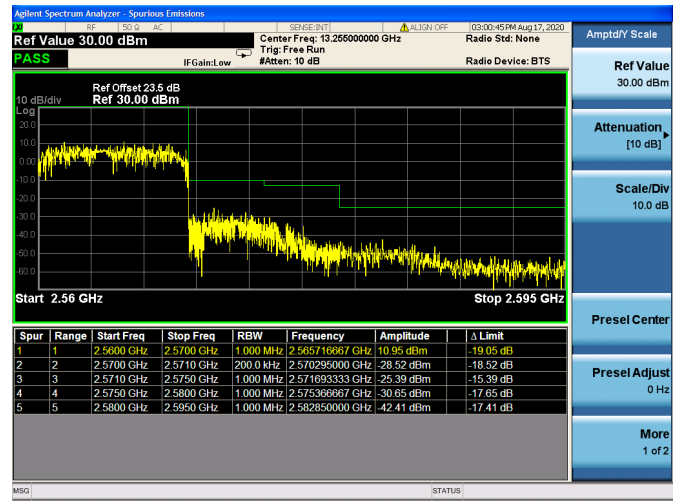 Agilent Spectrum Analyzer - Spurious Emissions
RF 50 Ω AC SENSE:INT ALIGN OFF 03:00:45 PM Aug 17, 2020
Ref Value 30.00 dBm Center Freq: 13.255000000 GHz Radio Std: None
Trig: Free Run
PASS IFGain:Low #Atten: 10 dB Radio Device: BTS
Ref Offset 23.5 dB
10 dB/div Ref 30.00 dBm
Log
20.0
10.0
0.00
-10.0
-20.0
-30.0
-40.0
-50.0
-60.0
Start 2.56 GHz Stop 2.595 GHz
Spur Range Start Freq Stop Freq RBW Frequency Amplitude Δ Limit
1 1 2.5600 GHz 2.5700 GHz 1.000 MHz 2.565716667 GHz 10.95 dBm -19.05 dB
2 2 2.5700 GHz 2.5710 GHz 200.0 kHz 2.570295000 GHz -28.52 dBm -18.52 dB
3 3 2.5710 GHz 2.5750 GHz 1.000 MHz 2.571693333 GHz -25.39 dBm -15.39 dB
4 4 2.5750 GHz 2.5800 GHz 1.000 MHz 2.575366667 GHz -30.65 dBm -17.65 dB
5 5 2.5800 GHz 2.5950 GHz 1.000 MHz 2.582850000 GHz -42.41 dBm -17.41 dB
MSG STATUS
Amptd/Y Scale
Ref Value
30.00 dBm
Attenuation
[10 dB]
Scale/Div
10.0 dB
Presel Center
Presel Adjust
0 Hz
More
1 of 2